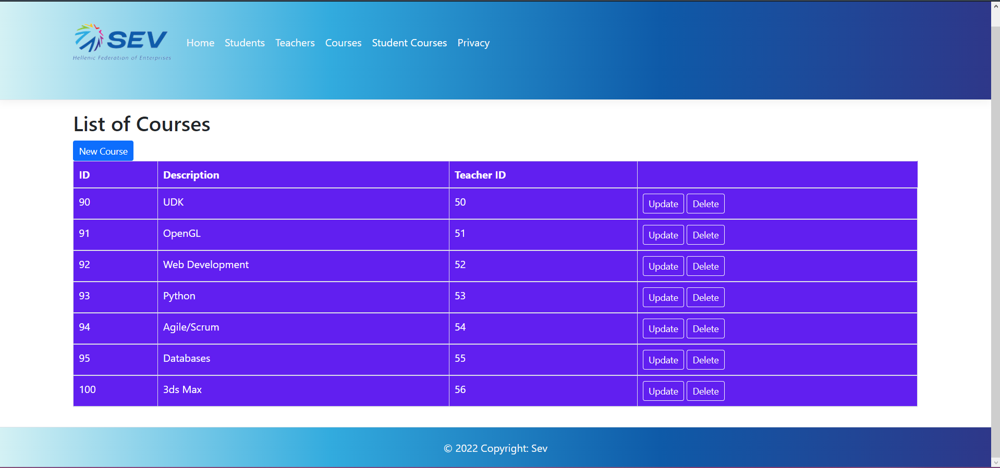 SEV
Hellenic Federation of Enterprises
Home Students Teachers Courses Student Courses Privacy
List of Courses
New Course
ID Description Teacher ID
90 UDK 50 Update Delete
91 OpenGL 51 Update Delete
92 Web Development 52 Update Delete
93 Python 53 Update Delete
94 Agile/Scrum 54 Update Delete
95 Databases 55 Update Delete
100 3ds Max 56 Update Delete
© 2022 Copyright: Sev